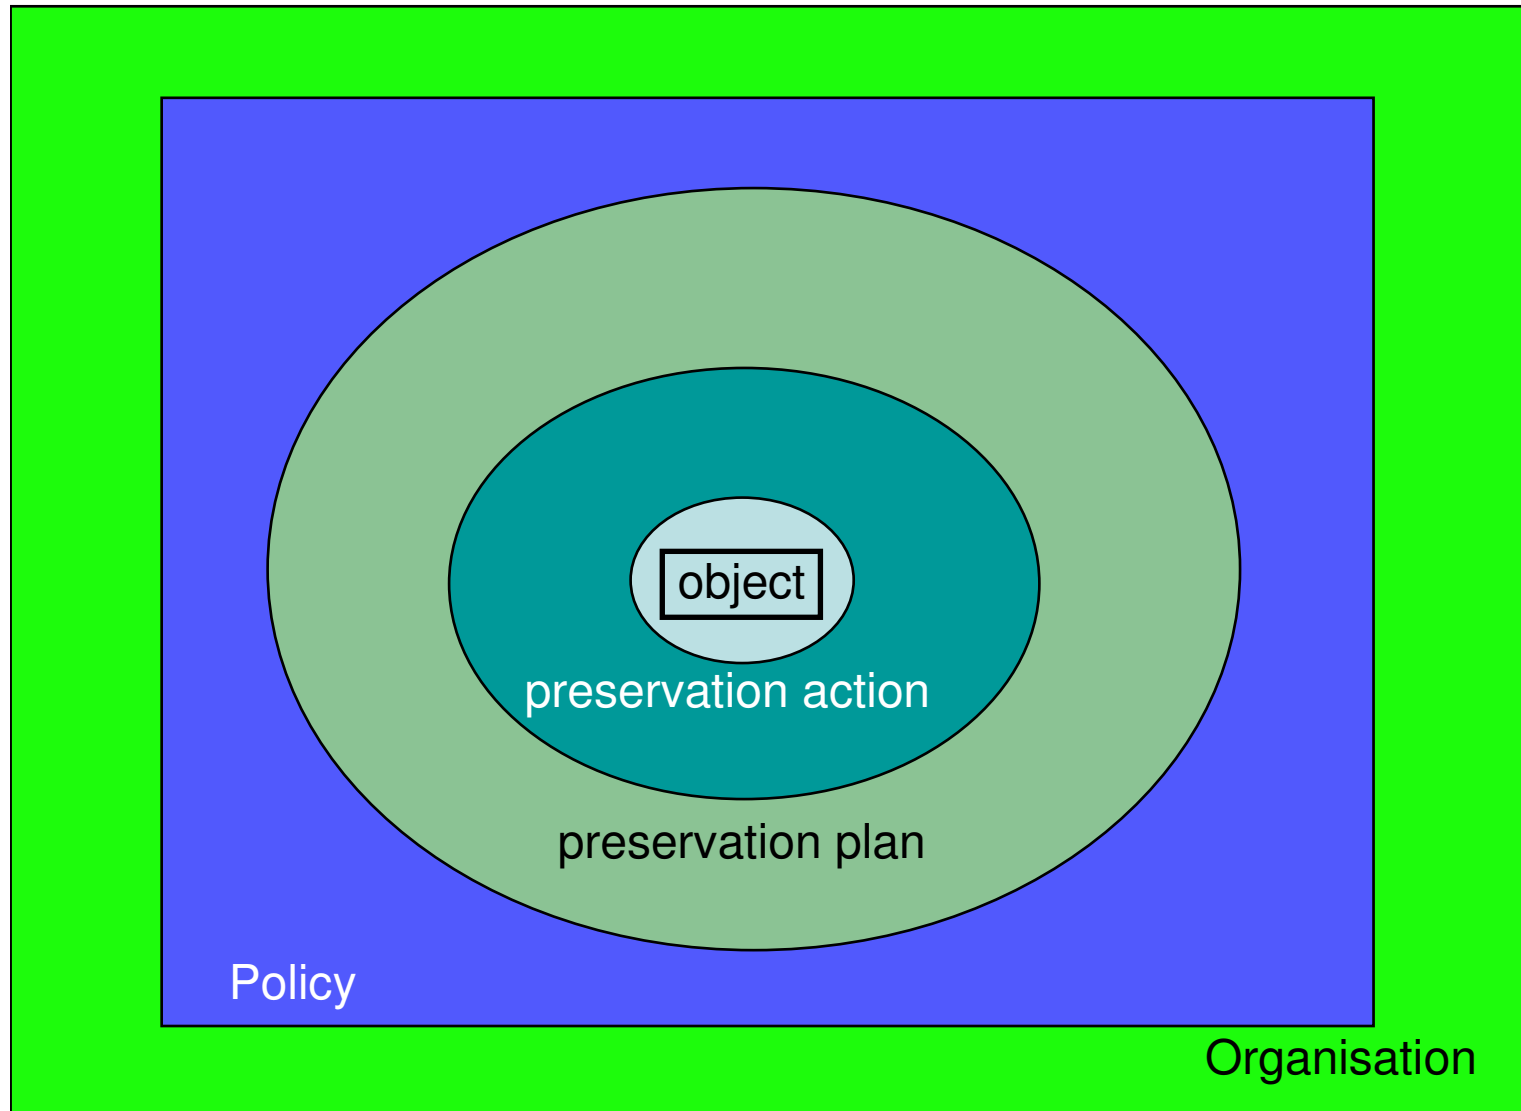 object
preservation action
preservation plan
Policy
Organisation